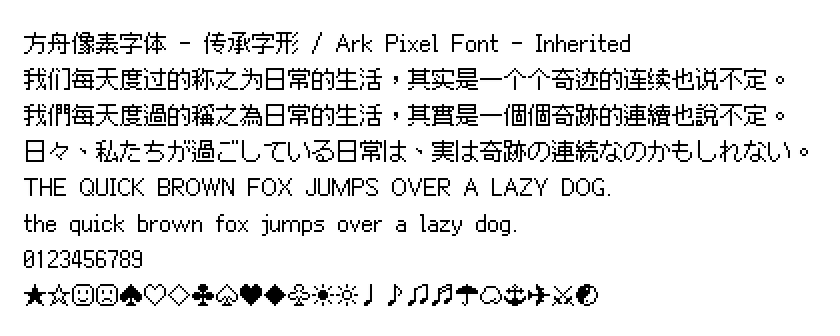 方舟像素字体 - 传承字形 / Ark Pixel Font - Inherited
我们每天度过的称之为日常的生活，其实是一个个奇迹的连续也说不定。
我們每天度過的稱之為日常的生活，其實是一個個奇跡的連續也說不定。
日々、私たちが過ごしている日常は、実は奇跡の連続なのかもしれない。
THE QUICK BROWN FOX JUMPS OVER A LAZY DOG.
the quick brown fox jumps over a lazy dog.
0123456789
★☆☺☹♠♡♢♣♤♥♦♧☀☼♩♪♫♬☂☁⚓✈⚔☯